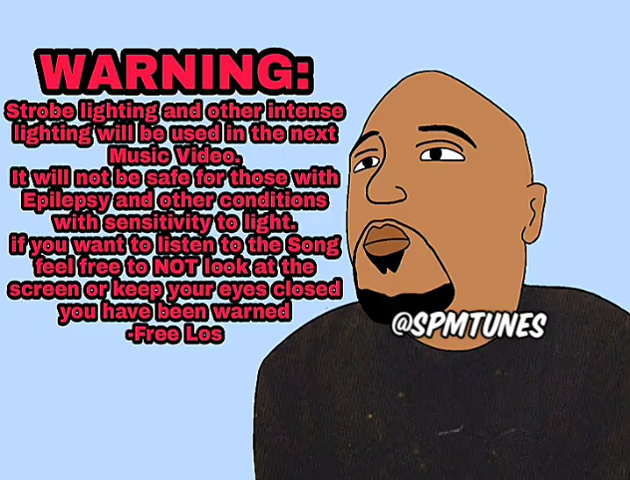 WARNING:
Strobe lighting and other intense
lighting will be used in the next
Music Video.
It will not be safe for those with
Epilepsy and other conditions
with sensitivity to light.
if you want to listen to the Song
feel free to NOT look at the
screen or keep your eyes closed
you have been warned
-Free Los
@SPMTUNES